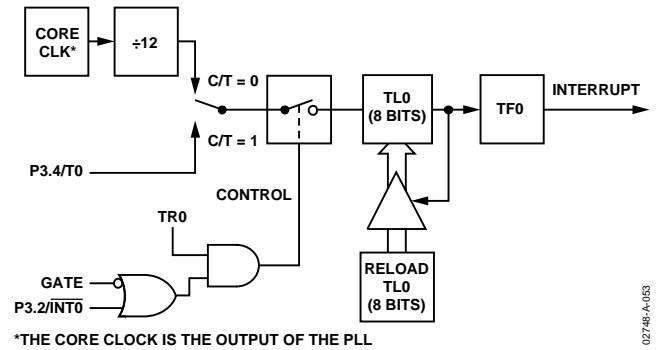 CORE
CLK*
÷12
C/T = 0
C/T = 1
P3.4/T0
TL0
(8 BITS)
TF0
INTERRUPT
CONTROL
TR0
GATE
P3.2/INT0
RELOAD
TL0
(8 BITS)
*THE CORE CLOCK IS THE OUTPUT OF THE PLL
02748-A-053